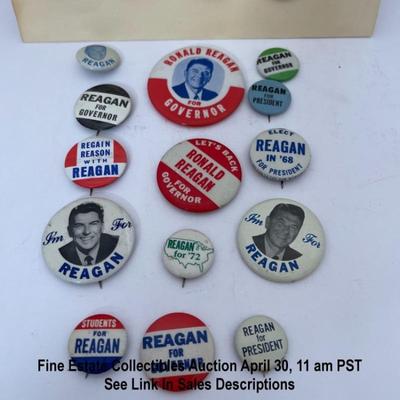 REAGAN
RONALD REAGAN
FOR
GOVERNOR
FOR
GOVERNOR
REAGAN
FOR
GOVERNOR
REAGAN
FOR
PRESIDENT
REGAIN
REASON
WITH
REAGAN
LET'S BACK
RONALD
REAGAN
FOR
GOVERNOR
ELECT
REAGAN
IN '68
FOR PRESIDENT
I'm For
REAGAN
REAGAN
for '72
I'm For
REAGAN
STUDENTS
FOR
REAGAN
REAGAN
FOR
GOVERNOR
REAGAN
for
PRESIDENT
Fine Estate Collectibles Auction April 30, 11 am PST
See Link In Sales Descriptions